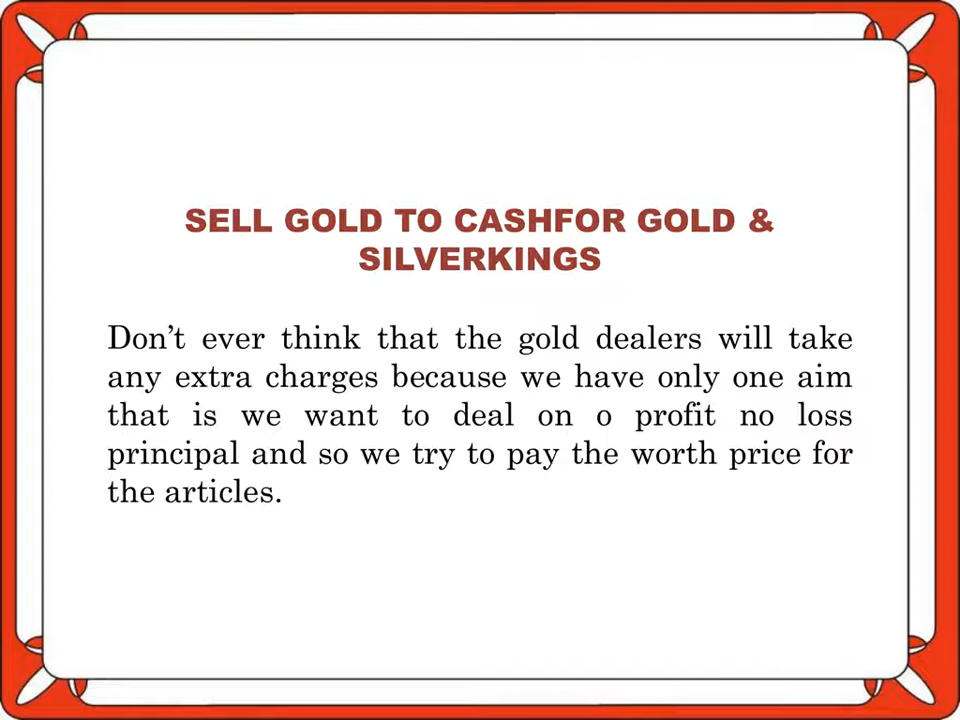 SELL GOLD TO CASHFOR GOLD &
SILVERKINGS
Don’t ever think that the gold dealers will take
any extra charges because we have only one aim
that is we want to deal on o profit no loss
principal and so we try to pay the worth price for
the articles.